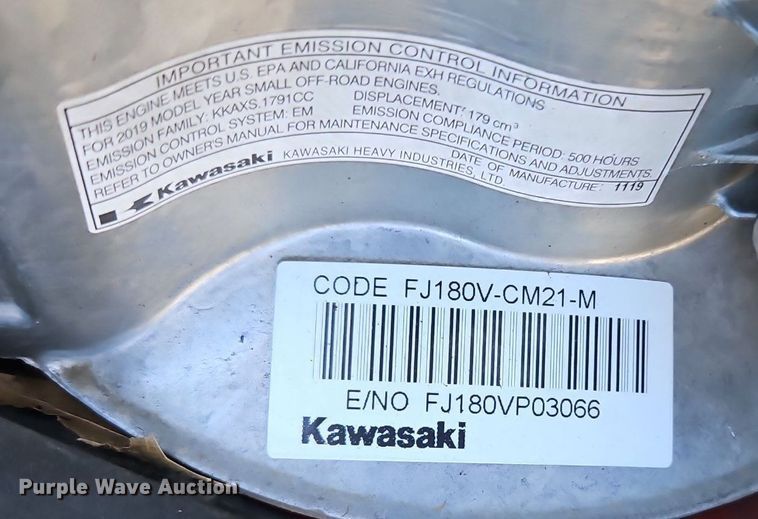 IMPORTANT EMISSION CONTROL INFORMATION
THIS ENGINE MEETS U.S. EPA AND CALIFORNIA EXH REGULATIONS
FOR 2019 MODEL YEAR SMALL OFF-ROAD ENGINES.
EMISSION FAMILY: KKAXS.1791CC DISPLACEMENT: 179 cm³
EMISSION CONTROL SYSTEM: EM EMISSION COMPLIANCE PERIOD: 500 HOURS
REFER TO OWNER'S MANUAL FOR MAINTENANCE SPECIFICATIONS AND ADJUSTMENTS.
Kawasaki KAWASAKI HEAVY INDUSTRIES, LTD. DATE OF MANUFACTURE: 1119
CODE FJ180V-CM21-M
E/NO FJ180VP03066
Kawasaki
Purple Wave Auction